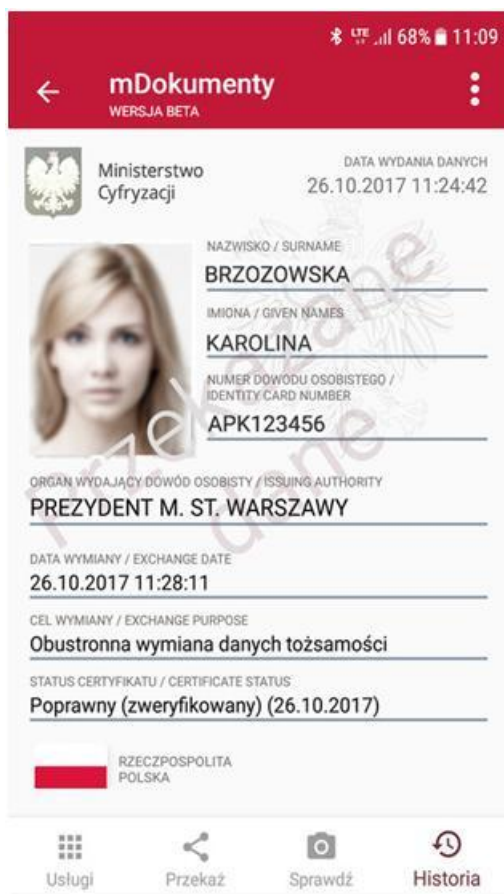 LTE 68% 11:09
mDokumenty
WERSJA BETA
Ministerstwo
Cyfryzacji
DATA WYDANIA DANYCH
26.10.2017 11:24:42
NAZWISKO / SURNAME
BRZOZOWSKA
IMIONA / GIVEN NAMES
KAROLINA
NUMER DOWODU OSOBISTEGO /
IDENTITY CARD NUMBER
APK123456
ORGAN WYDAJĄCY DOWÓD OSOBISTY / ISSUING AUTHORITY
PREZYDENT M. ST. WARSZAWY
DATA WYMIANY / EXCHANGE DATE
26.10.2017 11:28:11
CEL WYMIANY / EXCHANGE PURPOSE
Obustronna wymiana danych tożsamości
STATUS CERTYFIKATU / CERTIFICATE STATUS
Poprawny (zweryfikowany) (26.10.2017)
Przekazane
dane
RZECZPOSPOLITA
POLSKA
Usługi
Przekaż
Sprawdź
Historia